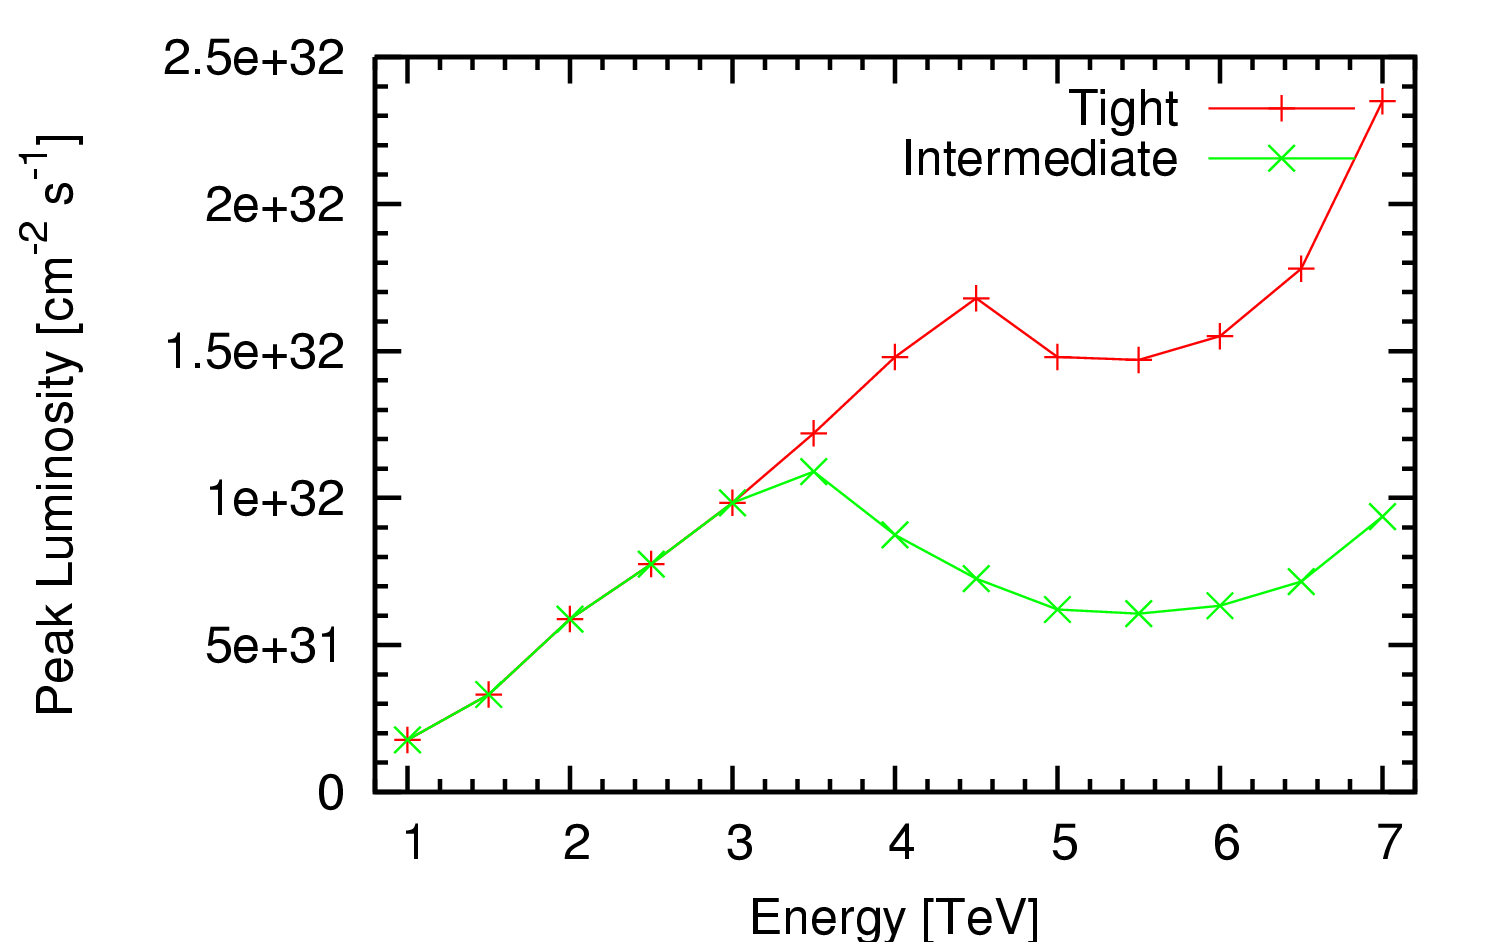 2.5e+32
2e+32
1.5e+32
1e+32
5e+31
0
Peak Luminosity [cm-2 s-1]
Tight
Intermediate
1 2 3 4 5 6 7
Energy [TeV]